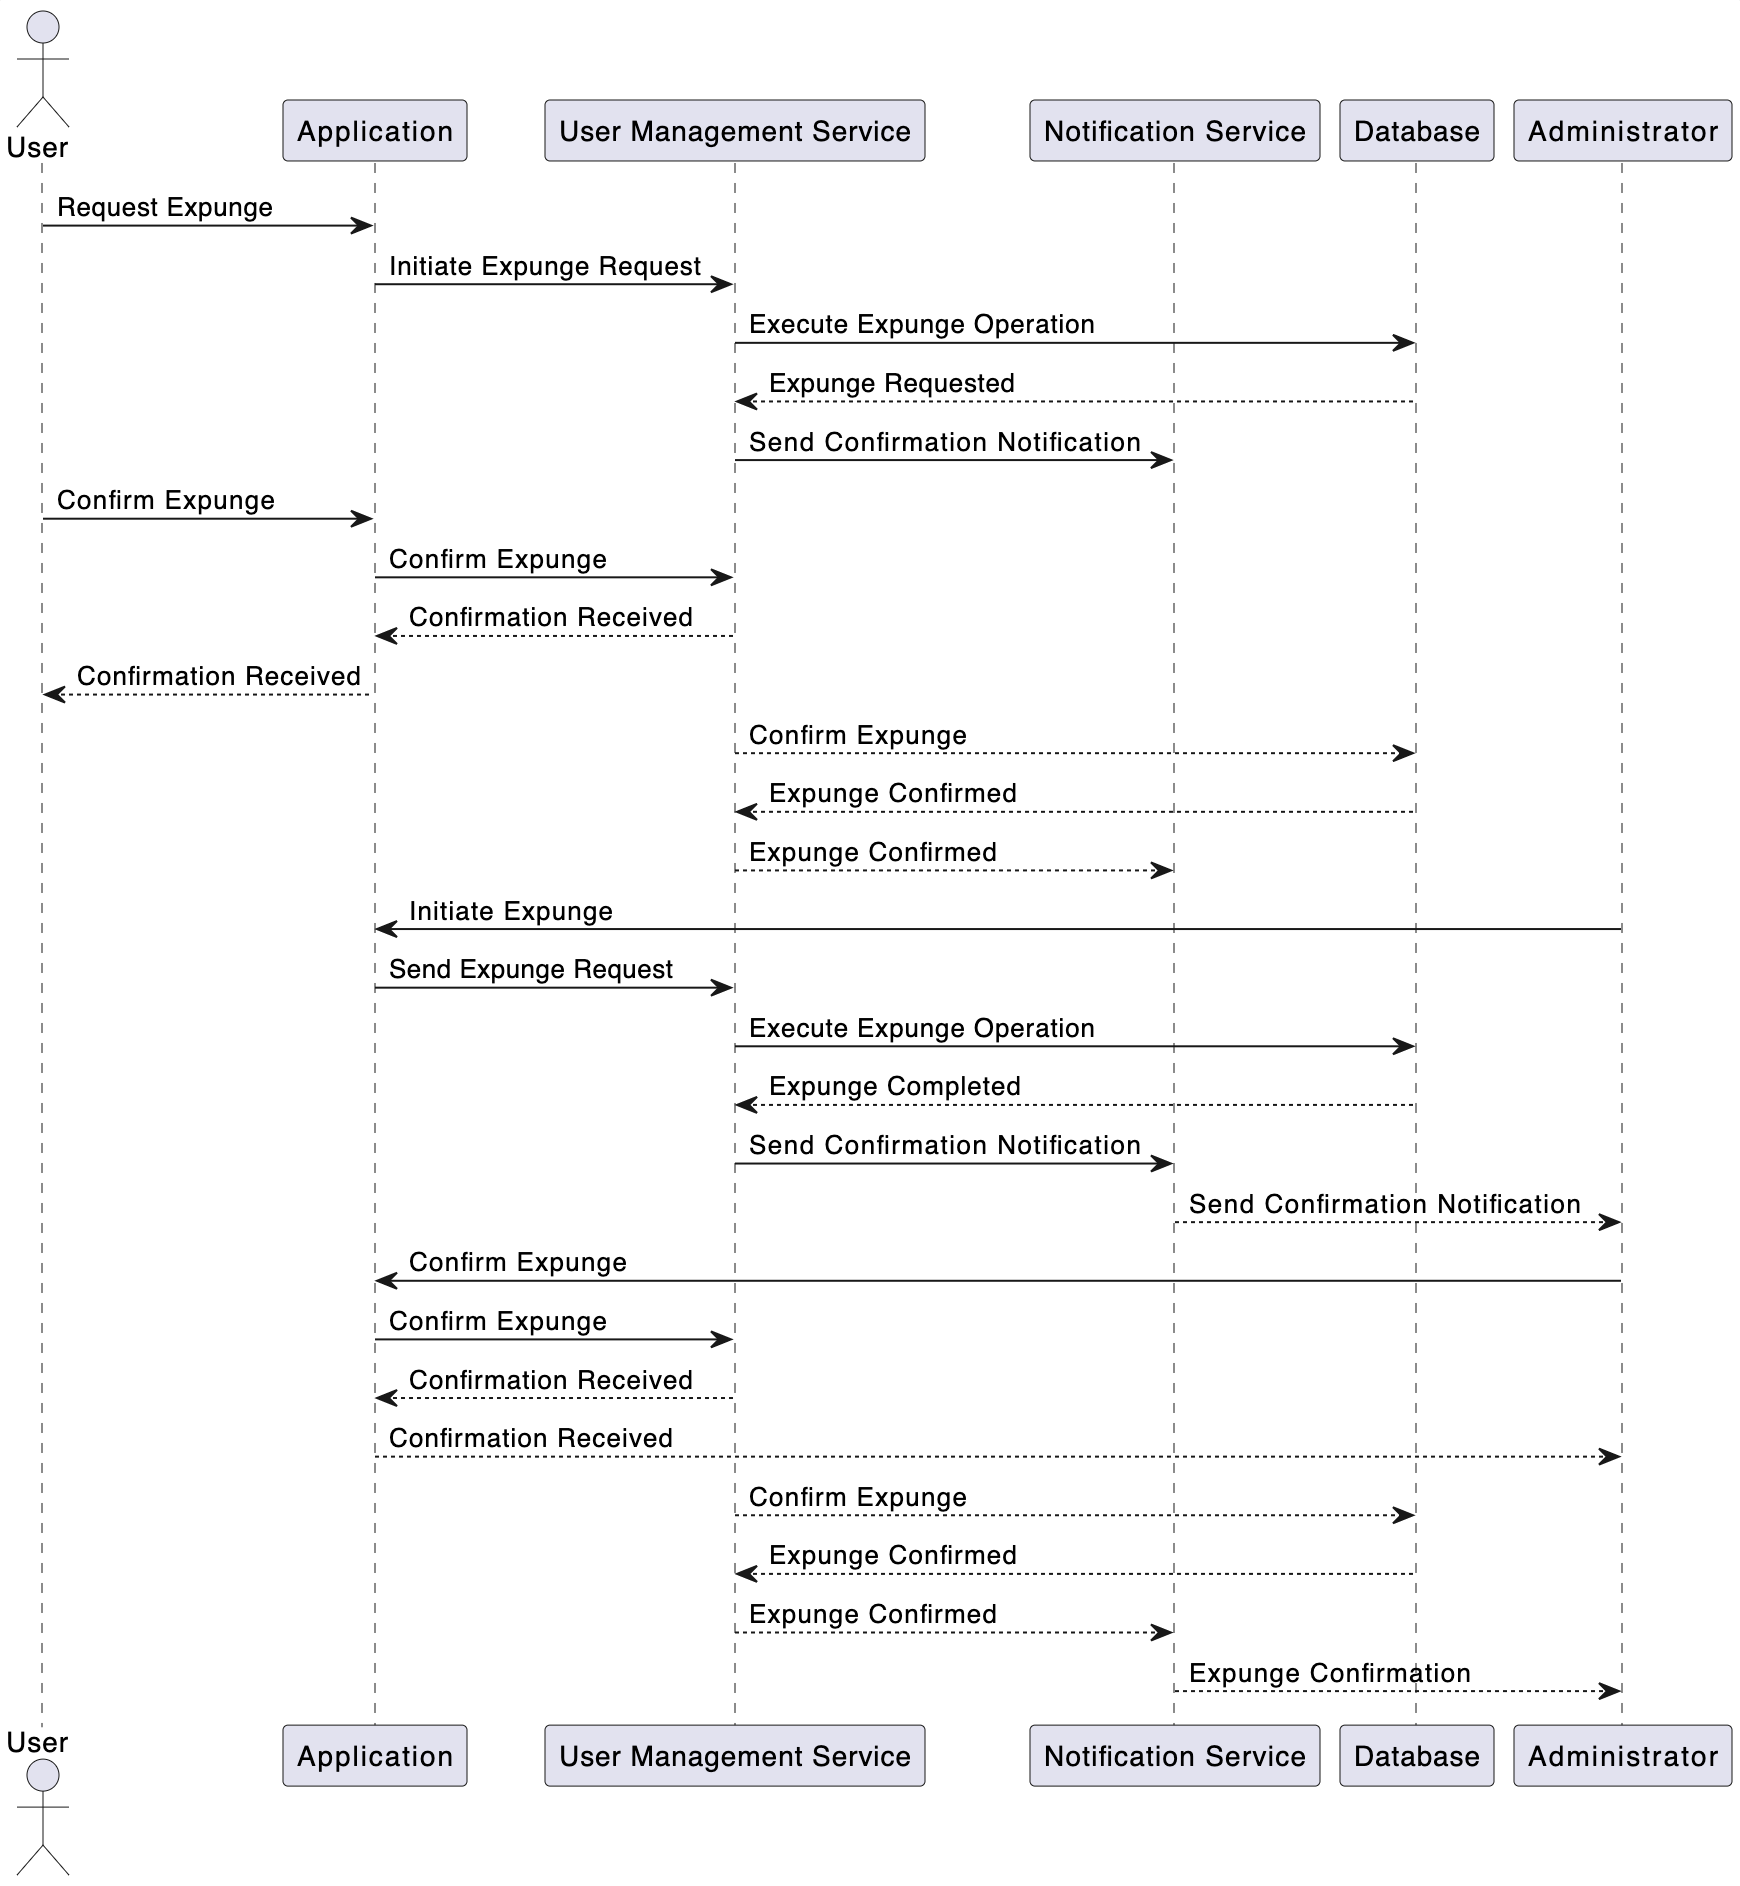 User
Application
User Management Service
Notification Service
Database
Administrator
Request Expunge
Initiate Expunge Request
Execute Expunge Operation
Expunge Requested
Send Confirmation Notification
Confirm Expunge
Confirm Expunge
Confirmation Received
Confirmation Received
Confirm Expunge
Expunge Confirmed
Expunge Confirmed
Initiate Expunge
Send Expunge Request
Execute Expunge Operation
Expunge Completed
Send Confirmation Notification
Send Confirmation Notification
Confirm Expunge
Confirm Expunge
Confirmation Received
Confirmation Received
Confirm Expunge
Expunge Confirmed
Expunge Confirmed
Expunge Confirmation
User
Application
User Management Service
Notification Service
Database
Administrator